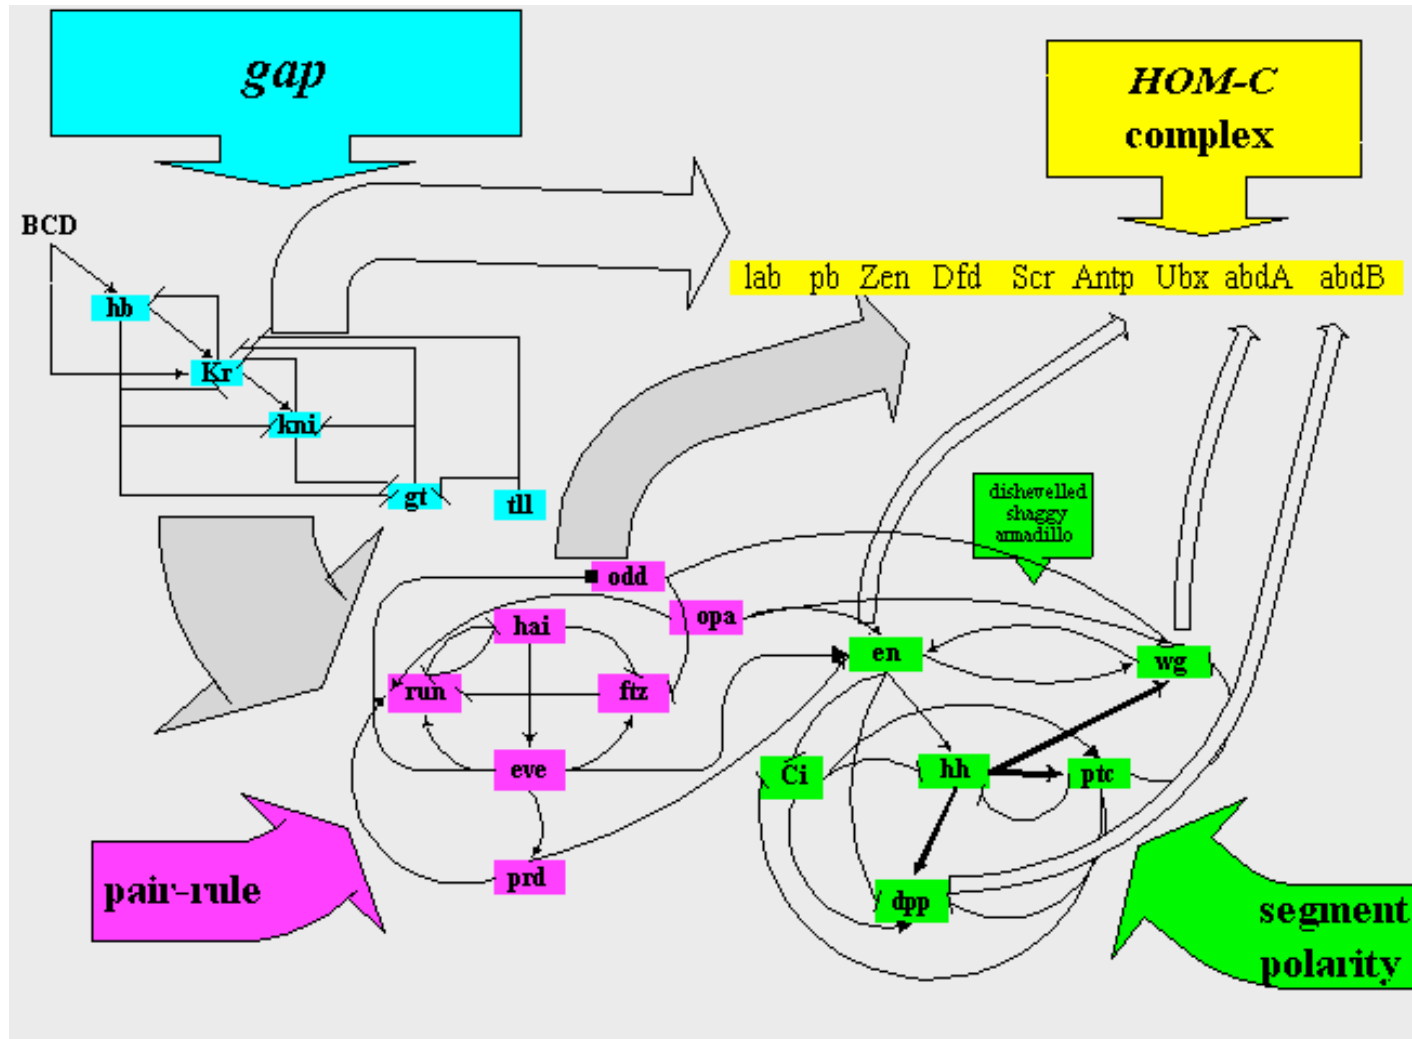 gap
HOM-C
complex
BCD
lab pb Zen Dfd Scr Antp Ubx abdA abdB
hb
Kr
kni
gt
tll
dishevelled
shaggy
armadillo
odd
opa
hai
en
wg
run
ftz
eve
Ci
hh
ptc
prd
dpp
pair-rule
segment
polarity